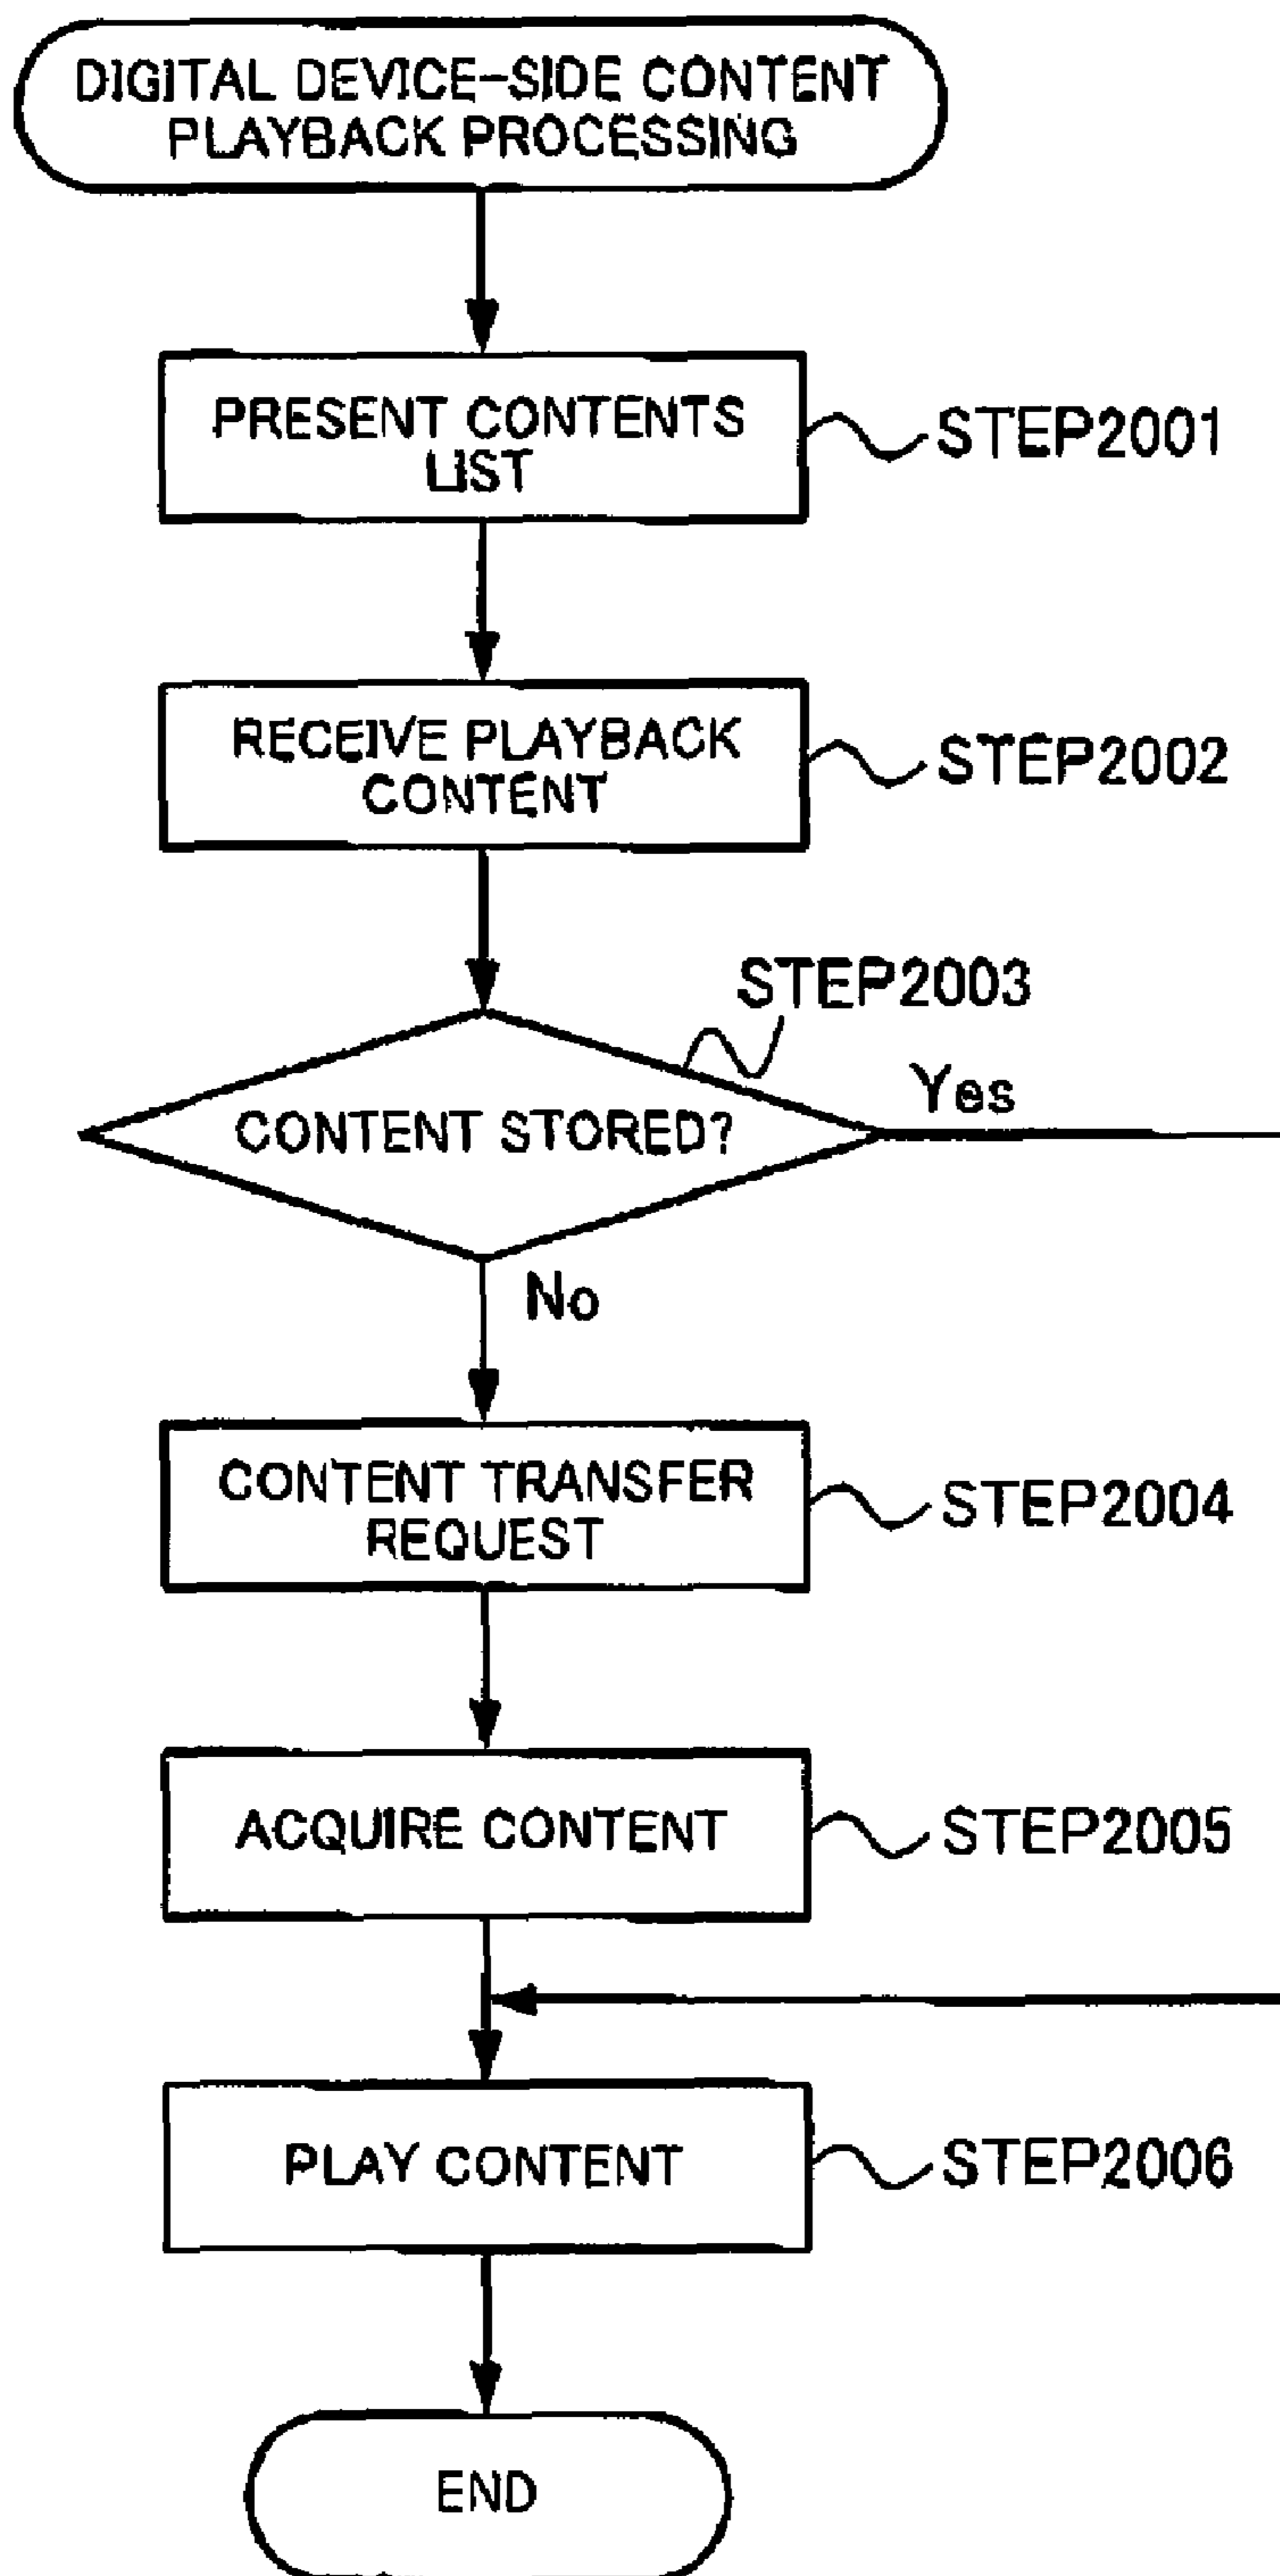 DIGITAL DEVICE-SIDE CONTENT
PLAYBACK PROCESSING
PRESENT CONTENTS
LIST
STEP2001
RECEIVE PLAYBACK
CONTENT
STEP2002
STEP2003
CONTENT STORED?
Yes
No
CONTENT TRANSFER
REQUEST
STEP2004
ACQUIRE CONTENT
STEP2005
PLAY CONTENT
STEP2006
END